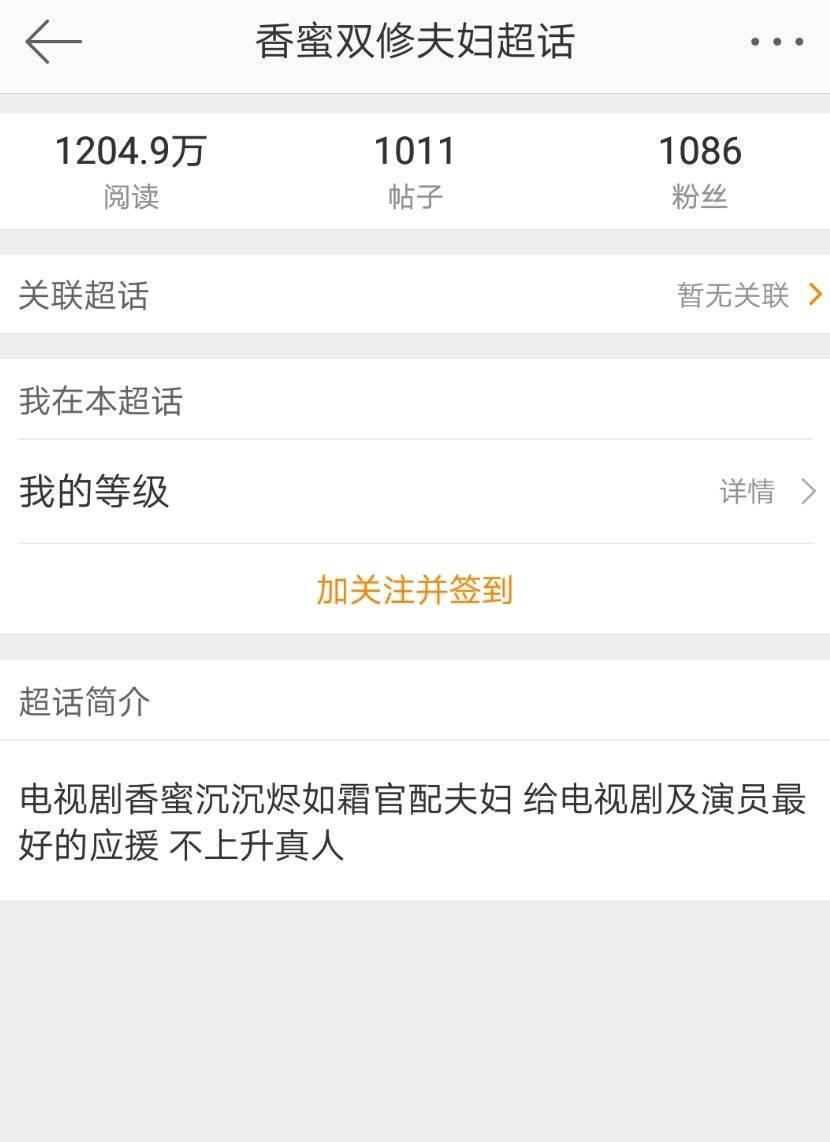 香蜜双修夫妇超话
1204.9万 1011 1086
阅读 帖子 粉丝
关联超话 暂无关联
我在本超话
我的等级 详情
加关注并签到
超话简介
电视剧香蜜沉沉烬如霜官配夫妇 给电视剧及演员最
好的应援 不上升真人